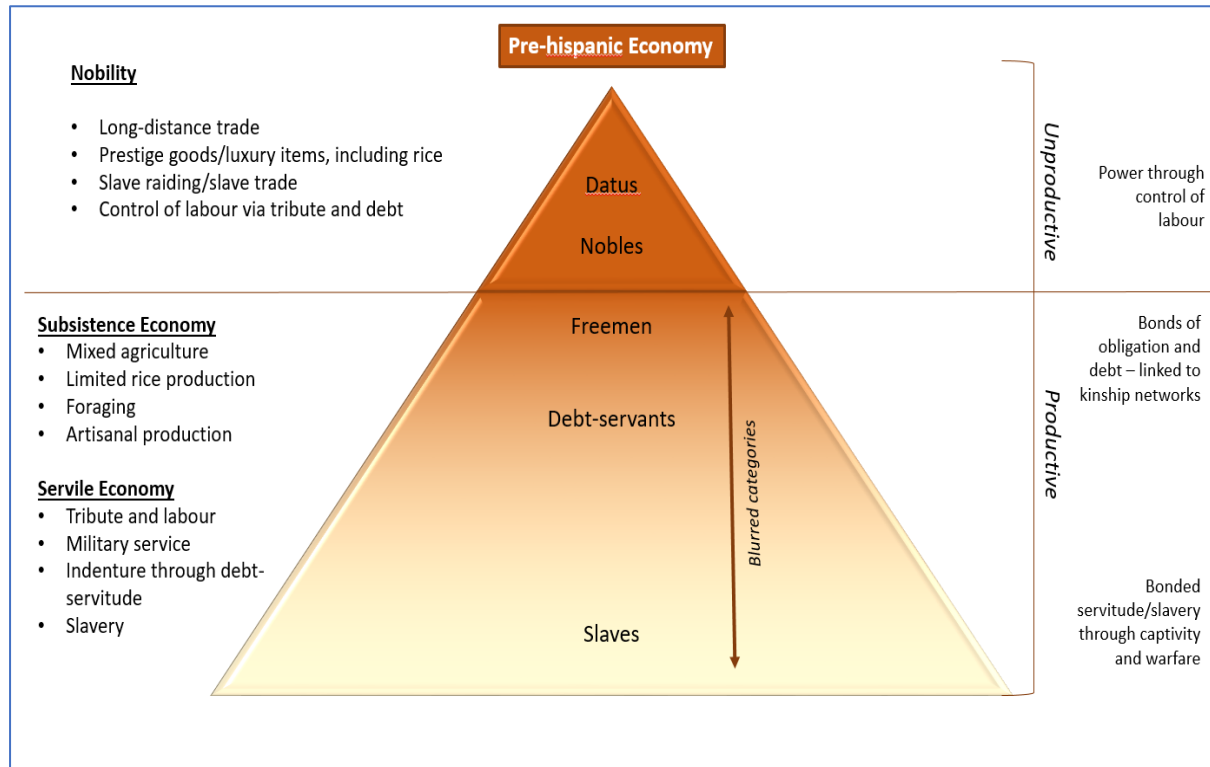 Pre-hispanic Economy
Nobility
• Long-distance trade
• Prestige goods/luxury items, including rice
• Slave raiding/slave trade
• Control of labour via tribute and debt
Datus
Nobles
Unproductive
Power through
control of
labour
Subsistence Economy
• Mixed agriculture
• Limited rice production
• Foraging
• Artisanal production
Servile Economy
• Tribute and labour
• Military service
• Indenture through debt-
servitude
• Slavery
Freemen
Debt-servants
Slaves
Blurred categories
Productive
Bonds of
obligation and
debt – linked to
kinship networks
Bonded
servitude/slavery
through captivity
and warfare